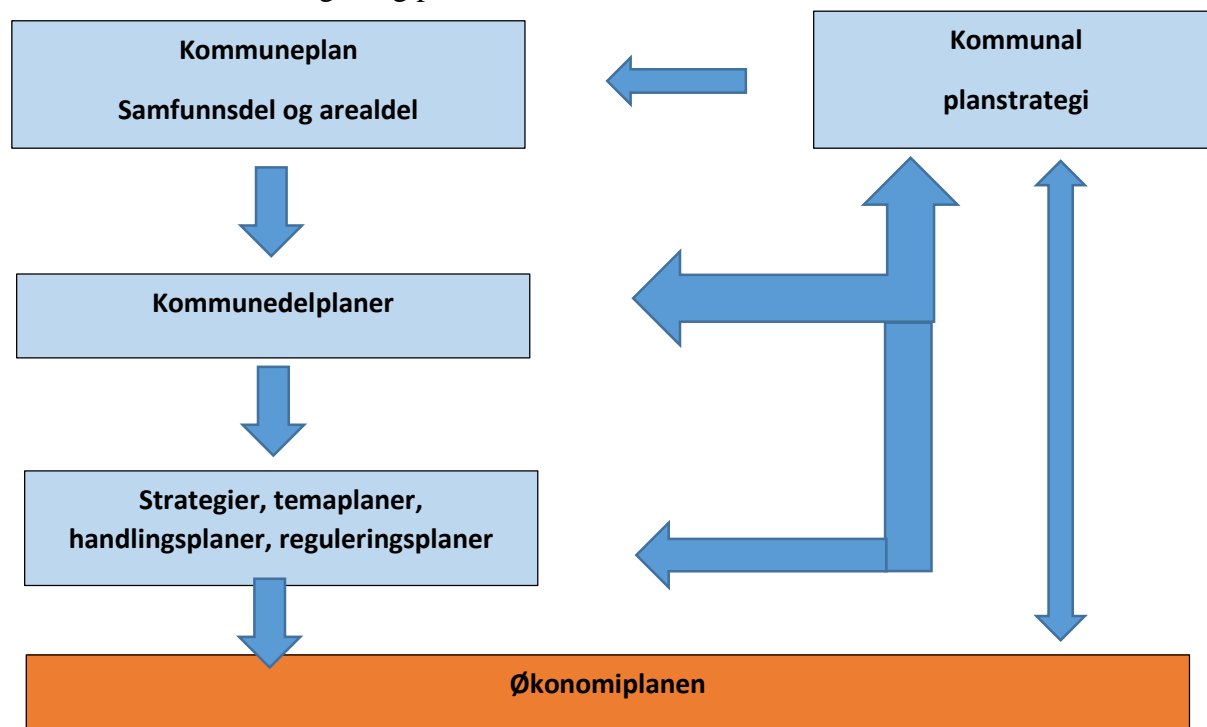 Kommuneplan
Samfunnsdel og arealdel
Kommunal
planstrategi
Kommunedelplaner
Strategier, temaplaner,
handlingsplaner, reguleringsplaner
Økonomiplanen